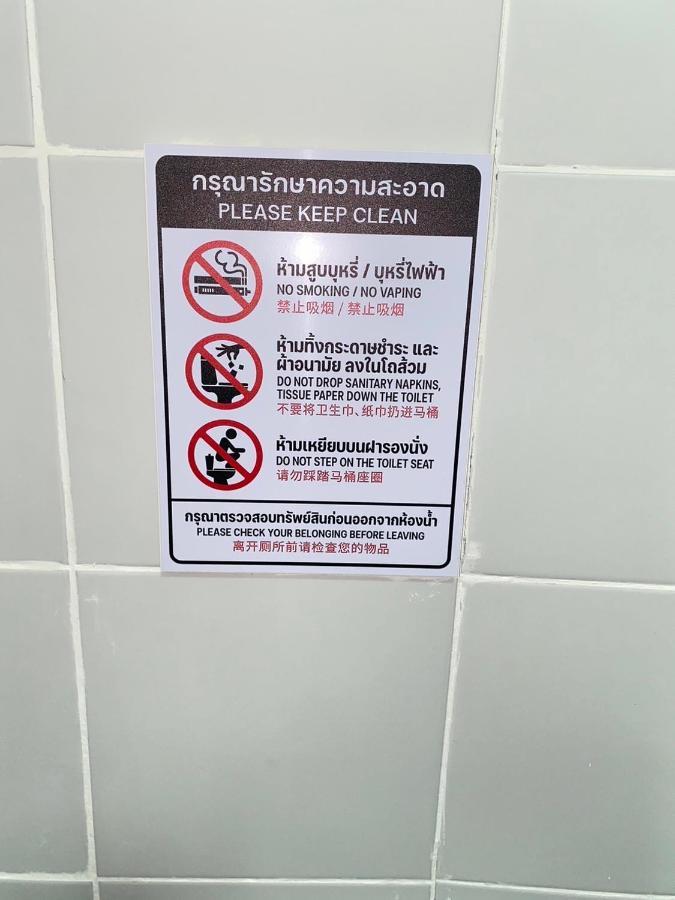 กรุณารักษาความสะอาด
PLEASE KEEP CLEAN
ห้ามสูบบุหรี่ / บุหรี่ไฟฟ้า
NO SMOKING / NO VAPING
禁止吸烟 / 禁止吸烟
ห้ามทิ้งกระดาษชำระ และ
ผ้าอนามัย ลงในโถส้วม
DO NOT DROP SANITARY NAPKINS,
TISSUE PAPER DOWN THE TOILET
不要将卫生巾、纸巾扔进马桶
ห้ามเหยียบบนฝารองนั่ง
DO NOT STEP ON THE TOILET SEAT
请勿踩踏马桶座圈
กรุณาตรวจสอบทรัพย์สินก่อนออกจากห้องน้ำ
PLEASE CHECK YOUR BELONGING BEFORE LEAVING
离开厕所前请检查您的物品